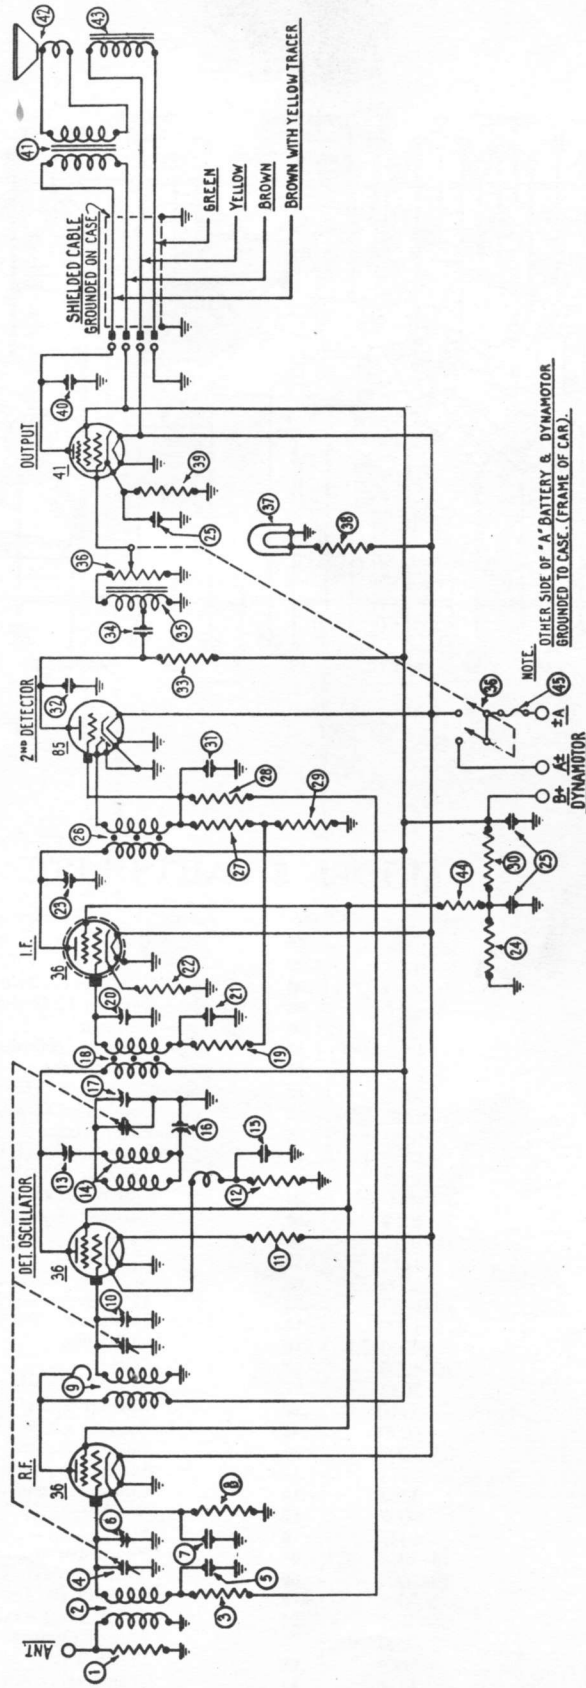 ANT.
1
2
3
4
5
6
7
8
R.F.
36
9
10
DET. OSCILLATOR
36
11
12
13
14
15
16
17
18
19
20
21
22
I.F.
36
23
26
27
28
29
31
2ND DETECTOR
85
32
33
34
35
36
OUTPUT
41
25
39
40
37
38
SHIELDED CABLE
GROUNDED ON CASE
41
42
43
GREEN
YELLOW
BROWN
BROWN WITH YELLOW TRACER
24
44
30
25
B+
A±
DYNAMOTOR
±A
36
45
NOTE.
OTHER SIDE OF "A" BATTERY & DYNAMOTOR
GROUNDED TO CASE. (FRAME OF CAR).